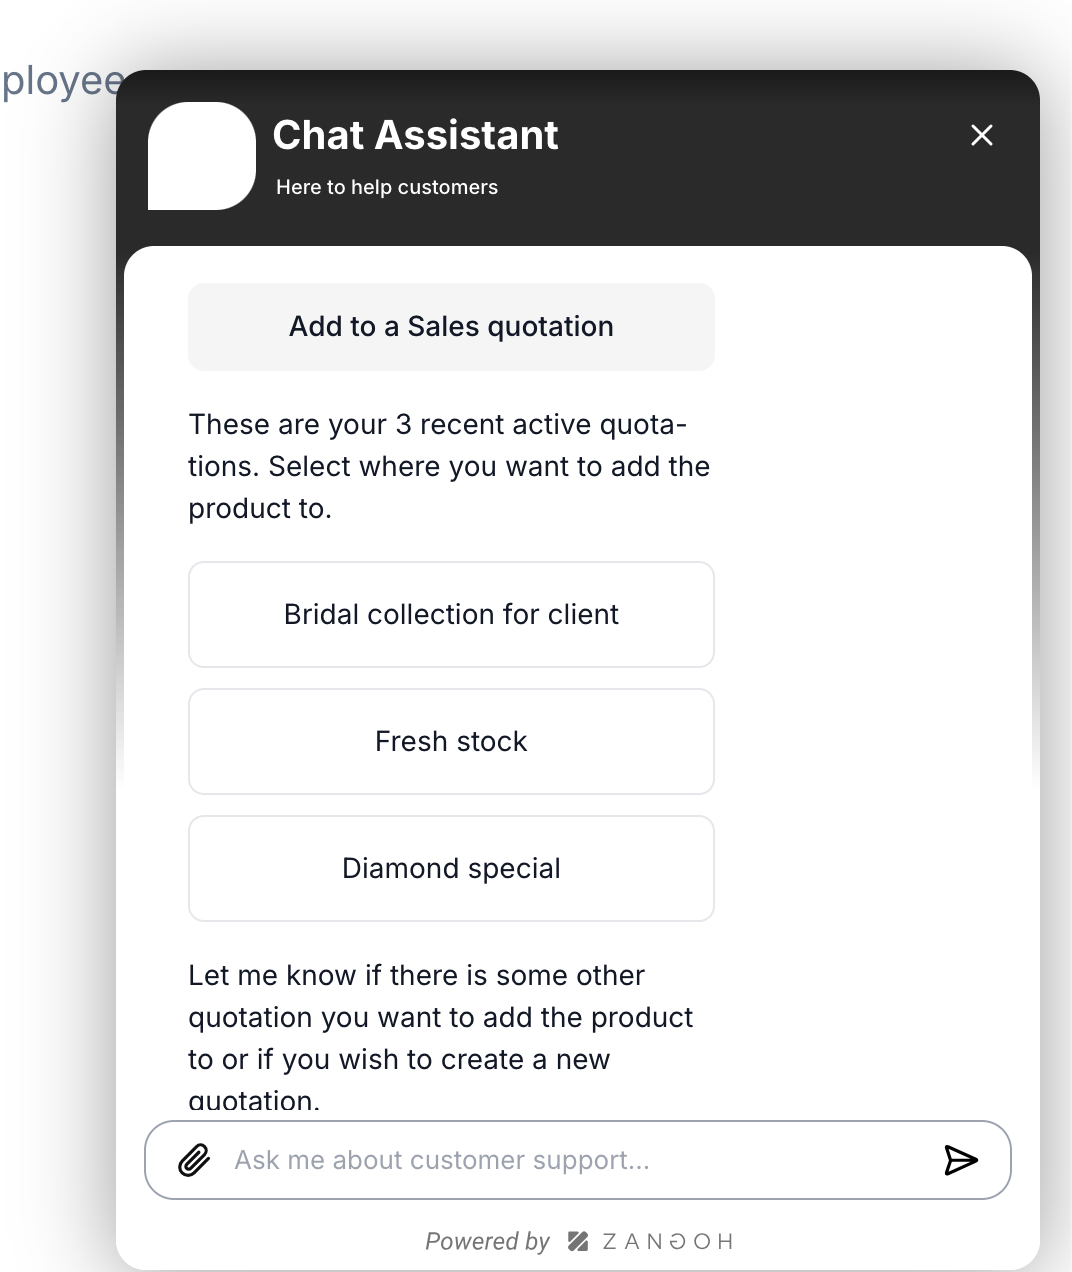 ployee
Chat Assistant
Here to help customers
Add to a Sales quotation
These are your 3 recent active quota-
tions. Select where you want to add the
product to.
Bridal collection for client
Fresh stock
Diamond special
Let me know if there is some other
quotation you want to add the product
to or if you wish to create a new
quotation.
Ask me about customer support...
Powered by ZANGOH